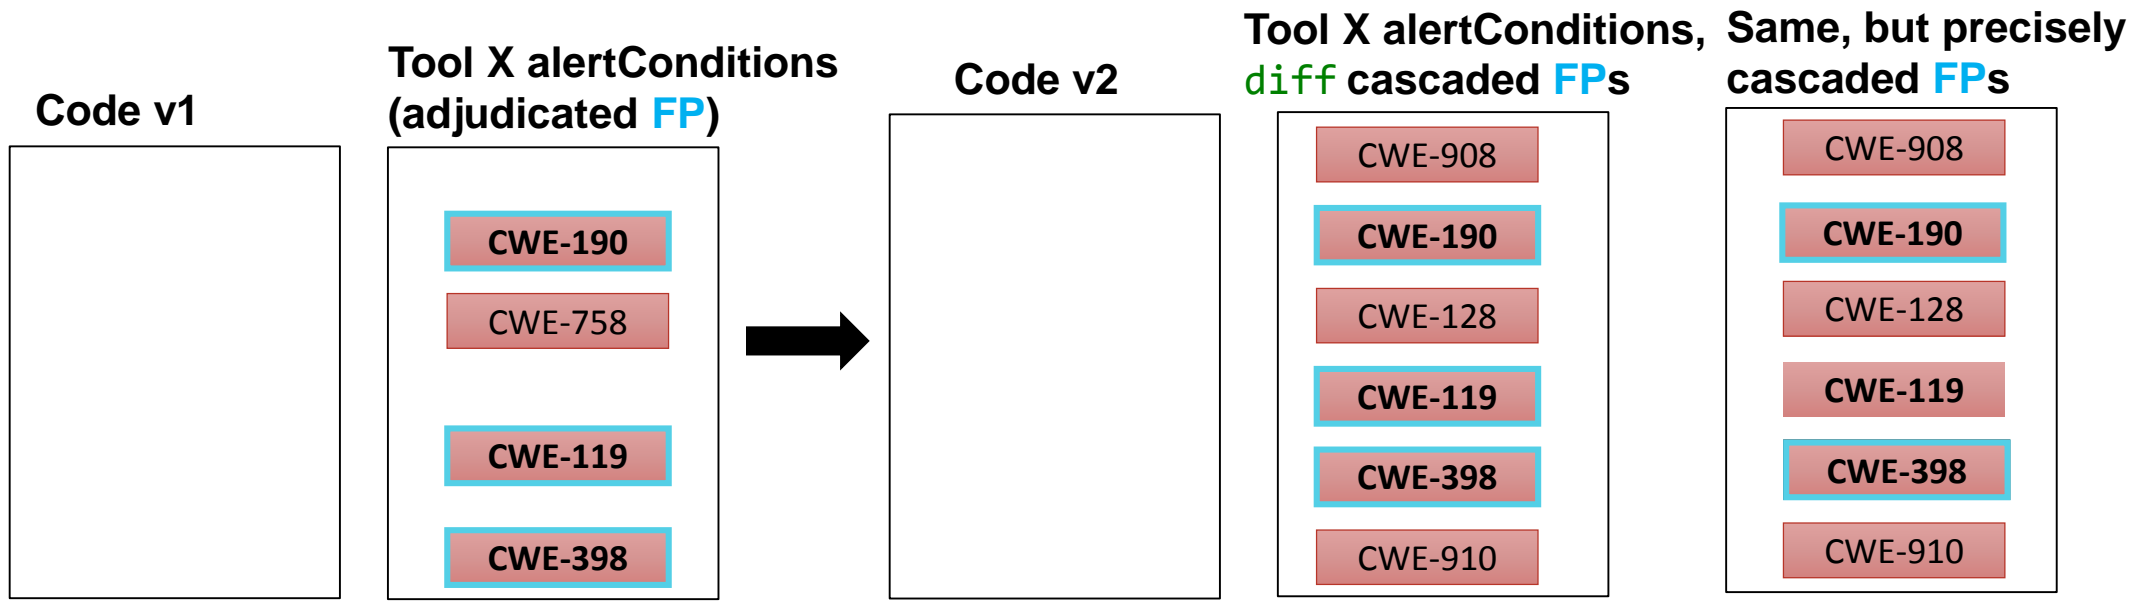 Code v1
Tool X alertConditions
(adjudicated FP)
CWE-190
CWE-758
CWE-119
CWE-398
Code v2
Tool X alertConditions,
diff cascaded FPs
CWE-908
CWE-190
CWE-128
CWE-119
CWE-398
CWE-910
Same, but precisely
cascaded FPs
CWE-908
CWE-190
CWE-128
CWE-119
CWE-398
CWE-910